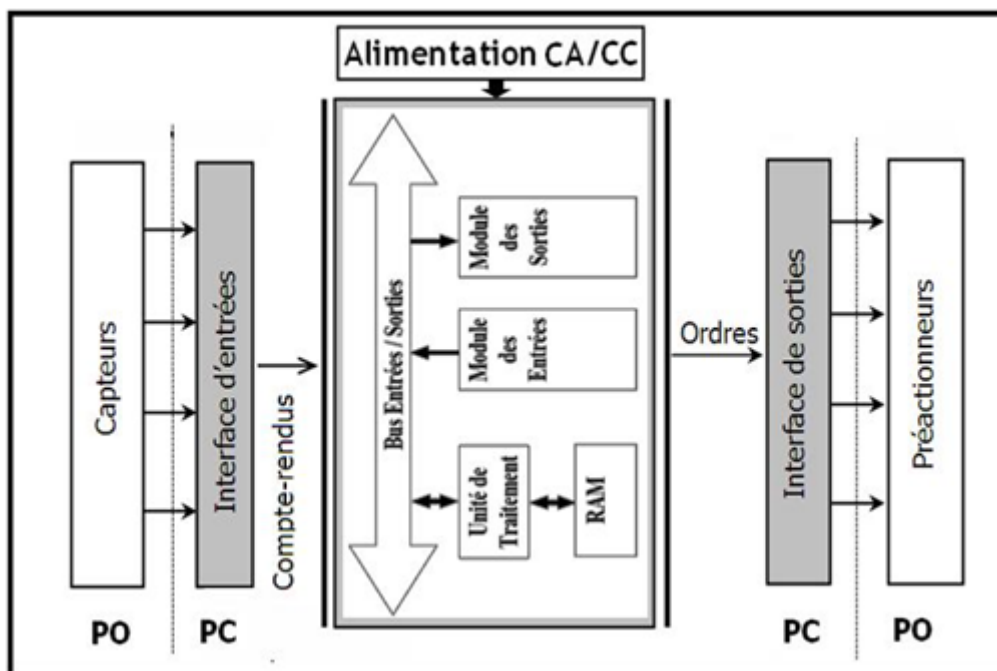 Alimentation CA/CC
Capteurs
Interface d'entrées
Compte-rendus
Bus Entrées / Sorties
Module
des
Sorties
Module
des
Entrées
Unité de
Traitement
RAM
Ordres
Interface de sorties
Préactionneurs
PO
PC
PC
PO